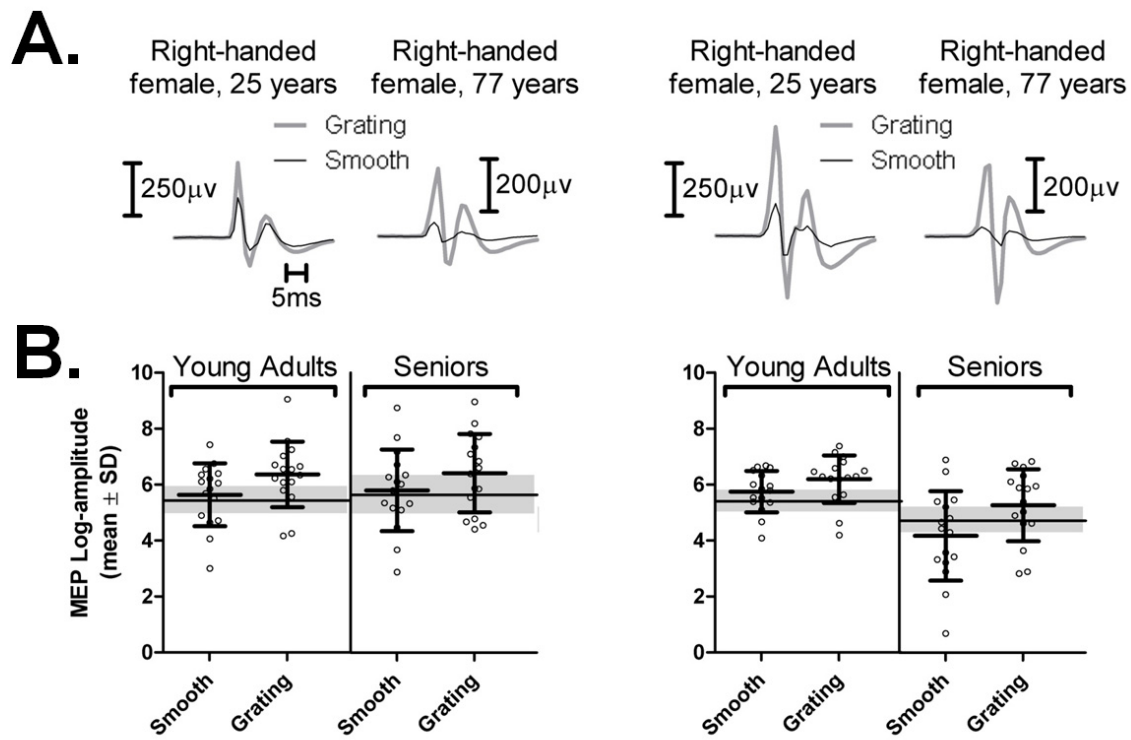 A.
Right-handed
female, 25 years
Right-handed
female, 77 years
Grating
Smooth
250μv
200μv
5ms
Right-handed
female, 25 years
Right-handed
female, 77 years
Grating
Smooth
250μv
200μv
B.
MEP Log-amplitude
(mean ± SD)
Young Adults
Seniors
10
8
6
4
2
0
Smooth
Grating
Smooth
Grating
Young Adults
Seniors
10
8
6
4
2
0
Smooth
Grating
Smooth
Grating